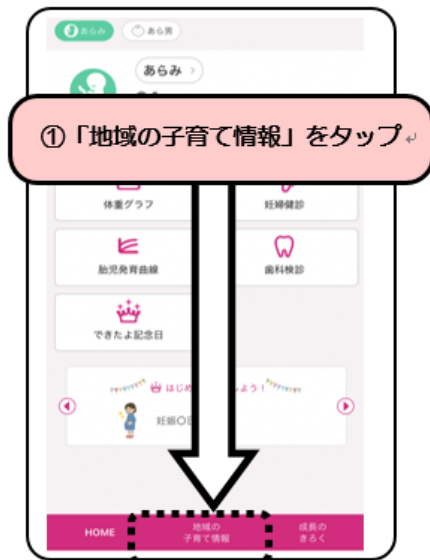 あらみ
あら男
あらみ
①「地域の子育て情報」をタップ
体重グラフ
妊婦健診
胎児発育曲線
歯科検診
できたよ記念日
はじめ
よう！
妊娠〇
HOME
地域の
子育て情報
成長の
きろく